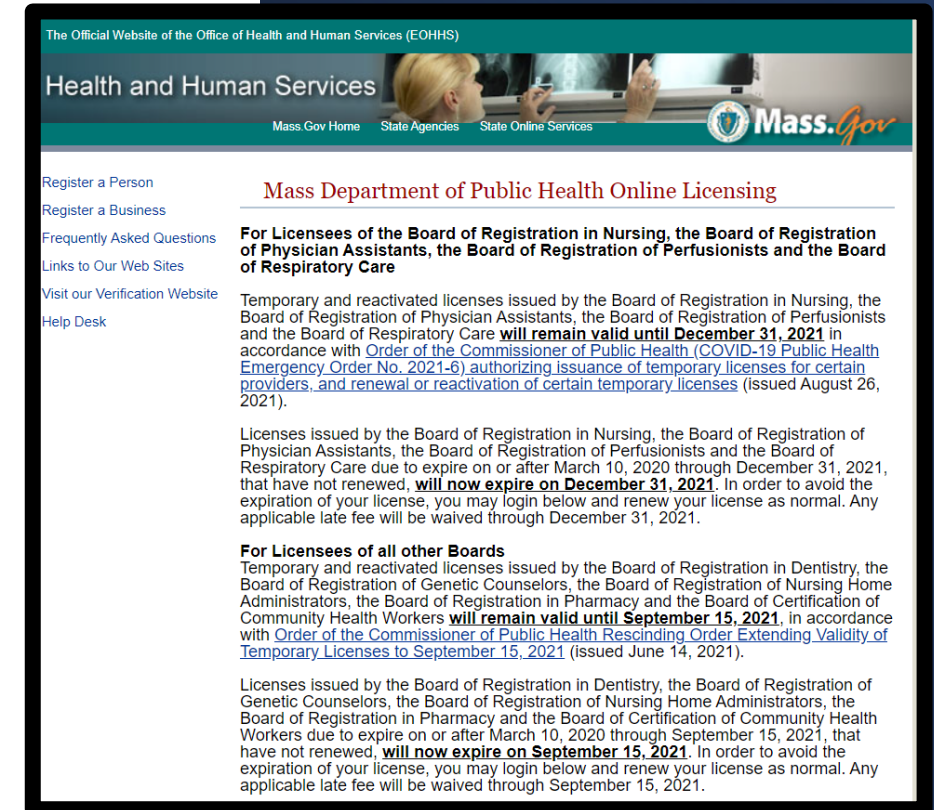 The Official Website of the Office of Health and Human Services (EOHHS)
Health and Human Services
Mass.Gov Home State Agencies State Online Services
Mass.Gov
Register a Person
Register a Business
Frequently Asked Questions
Links to Our Web Sites
Visit our Verification Website
Help Desk
Mass Department of Public Health Online Licensing
For Licensees of the Board of Registration in Nursing, the Board of Registration
of Physician Assistants, the Board of Registration of Perfusionists and the Board
of Respiratory Care
Temporary and reactivated licenses issued by the Board of Registration in Nursing, the
Board of Registration of Physician Assistants, the Board of Registration of Perfusionists
and the Board of Respiratory Care will remain valid until December 31, 2021 in
accordance with Order of the Commissioner of Public Health (COVID-19 Public Health
Emergency Order No. 2021-6) authorizing issuance of temporary licenses for certain
providers, and renewal or reactivation of certain temporary licenses (issued August 26,
2021).
Licenses issued by the Board of Registration in Nursing, the Board of Registration of
Physician Assistants, the Board of Registration of Perfusionists and the Board of
Respiratory Care due to expire on or after March 10, 2020 through December 31, 2021,
that have not renewed, will now expire on December 31, 2021. In order to avoid the
expiration of your license, you may login below and renew your license as normal. Any
applicable late fee will be waived through December 31, 2021.
For Licensees of all other Boards
Temporary and reactivated licenses issued by the Board of Registration in Dentistry, the
Board of Registration of Genetic Counselors, the Board of Registration of Nursing Home
Administrators, the Board of Registration in Pharmacy and the Board of Certification of
Community Health Workers will remain valid until September 15, 2021, in accordance
with Order of the Commissioner of Public Health Rescinding Order Extending Validity of
Temporary Licenses to September 15, 2021 (issued June 14, 2021).
Licenses issued by the Board of Registration in Dentistry, the Board of Registration of
Genetic Counselors, the Board of Registration of Nursing Home Administrators, the
Board of Registration in Pharmacy and the Board of Certification of Community Health
Workers due to expire on or after March 10, 2020 through September 15, 2021, that
have not renewed, will now expire on September 15, 2021. In order to avoid the
expiration of your license, you may login below and renew your license as normal. Any
applicable late fee will be waived through September 15, 2021.